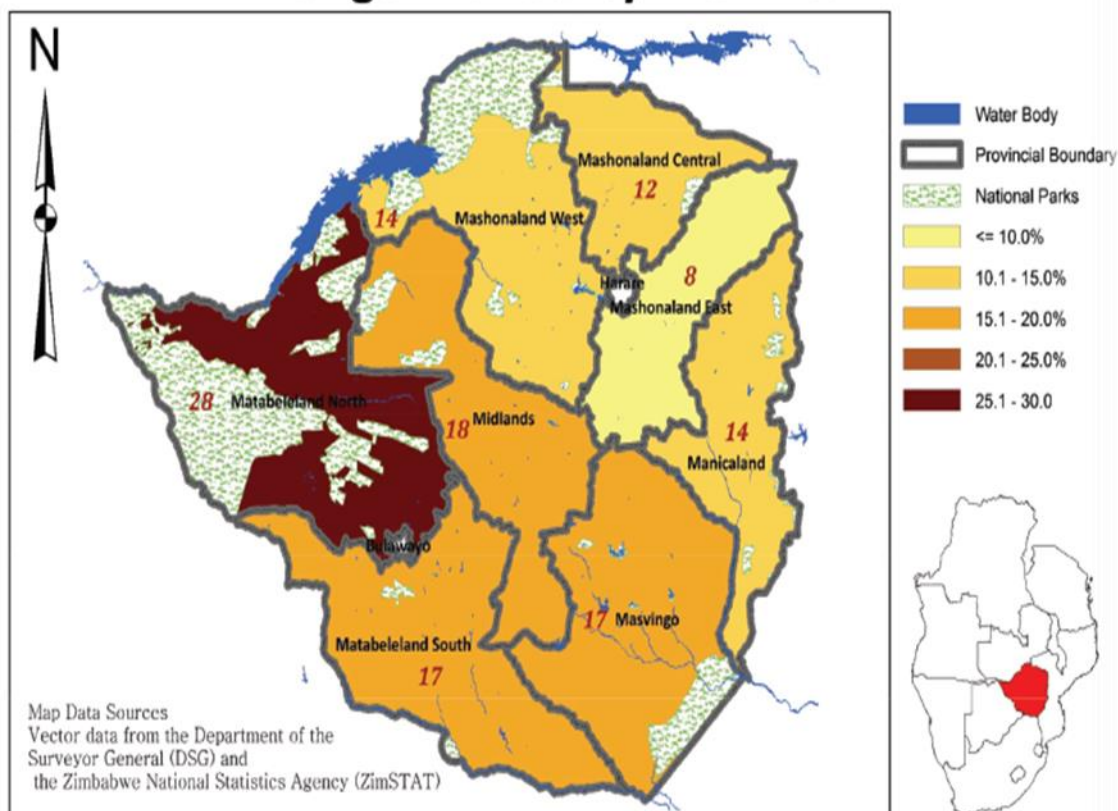 N
Mashonaland Central
12
14
Mashonaland West
8
Harare
Mashonaland East
28 Matabeleland North
18 Midlands
14
Manicaland
Bulawayo
17 Masvingo
Matabeleland South
17
Map Data Sources
Vector data from the Department of the
Surveyor General (DSG) and
the Zimbabwe National Statistics Agency (ZimSTAT)
Water Body
Provincial Boundary
National Parks
<= 10.0%
10.1 - 15.0%
15.1 - 20.0%
20.1 - 25.0%
25.1 - 30.0